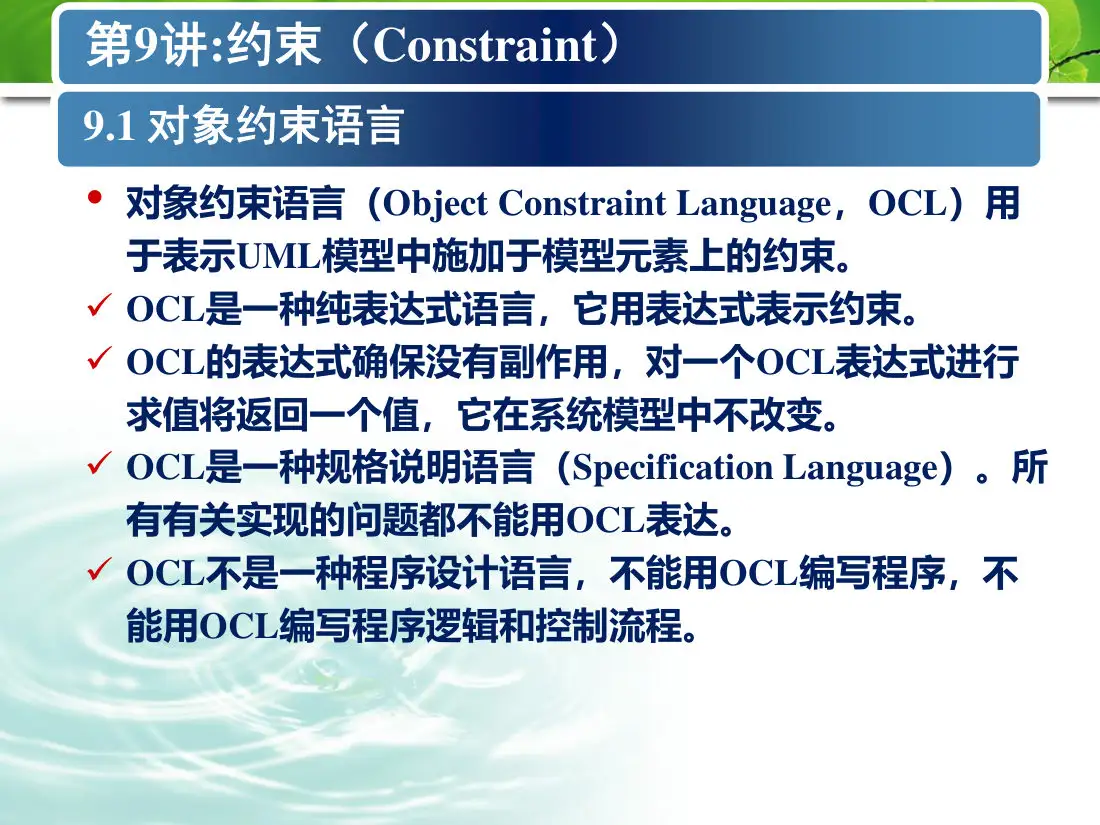 第9讲:约束（Constraint）
9.1 对象约束语言
• 对象约束语言（Object Constraint Language，OCL）用
于表示UML模型中施加于模型元素上的约束。
✓ OCL是一种纯表达式语言，它用表达式表示约束。
✓ OCL的表达式确保没有副作用，对一个OCL表达式进行
求值将返回一个值，它在系统模型中不改变。
✓ OCL是一种规格说明语言（Specification Language）。所
有有关实现的问题都不能用OCL表达。
✓ OCL不是一种程序设计语言，不能用OCL编写程序，不
能用OCL编写程序逻辑和控制流程。